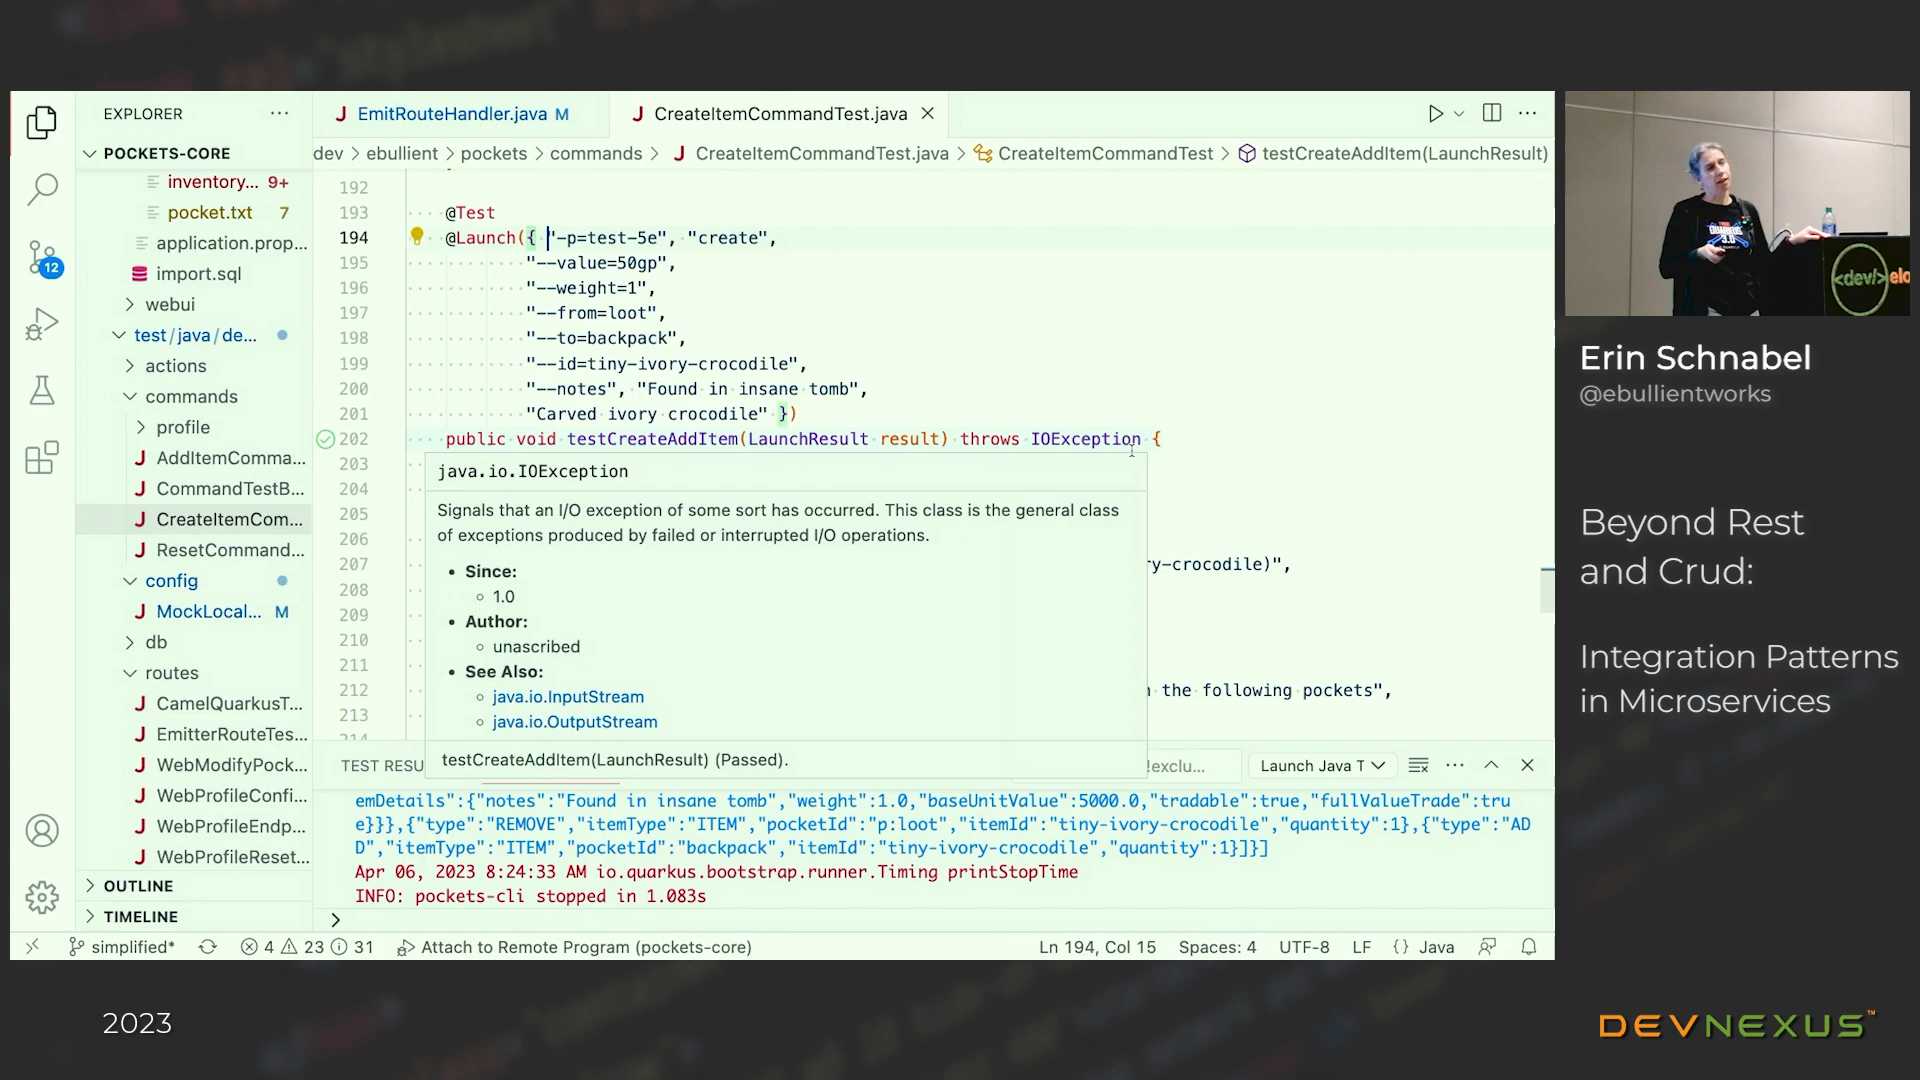 EXPLORER
POCKETS-CORE
inventory... 9+
pocket.txt 7
application.prop...
import.sql
webui
test/java/de...
actions
commands
profile
AddItemComma...
CommandTestB...
CreateItemCom...
ResetCommand...
config
MockLocal... M
db
routes
CamelQuarkusT...
EmitterRouteTes...
WebModifyPock...
WebProfileConfi...
WebProfileEndp...
WebProfileReset...
OUTLINE
TIMELINE
12
EmitRouteHandler.java M
CreateItemCommandTest.java
dev > ebullient > pockets > commands > CreateItemCommandTest.java > CreateItemCommandTest > testCreateAddItem(LaunchResult)
192
193 @Test
194 @Launch({ "-p=test-5e", "create",
195 "--value=50gp",
196 "--weight=1",
197 "--from=loot",
198 "--to=backpack",
199 "--id=tiny-ivory-crocodile",
200 "--notes", "Found in insane tomb",
201 "Carved ivory crocodile" })
202 public void testCreateAddItem(LaunchResult result) throws IOException {
203
204
205
206
207 ry-crocodile)",
208
209
210
211
212 the following pockets",
213
214
java.io.IOException
Signals that an I/O exception of some sort has occurred. This class is the general class
of exceptions produced by failed or interrupted I/O operations.
• Since:
1.0
• Author:
unascribed
• See Also:
java.io.InputStream
java.io.OutputStream
testCreateAddItem(LaunchResult) (Passed).
TEST RESU
!exclu...
Launch Java T
emDetails":{"notes":"Found in insane tomb","weight":1.0,"baseUnitValue":5000.0,"tradable":true,"fullValueTrade":tru
e}}},{"type":"REMOVE","itemType":"ITEM","pocketId":"p:loot","itemId":"tiny-ivory-crocodile","quantity":1},{"type":"AD
D","itemType":"ITEM","pocketId":"backpack","itemId":"tiny-ivory-crocodile","quantity":1}]}]
Apr 06, 2023 8:24:33 AM io.quarkus.bootstrap.runner.Timing printStopTime
INFO: pockets-cli stopped in 1.083s
>
simplified* 4 23 31 Attach to Remote Program (pockets-core) Ln 194, Col 15 Spaces: 4 UTF-8 LF {} Java
QUARKUS
3.0
<dev/>
Erin Schnabel
@ebullientworks
Beyond Rest
and Crud:
Integration Patterns
in Microservices
2023
DEVNEXUS™